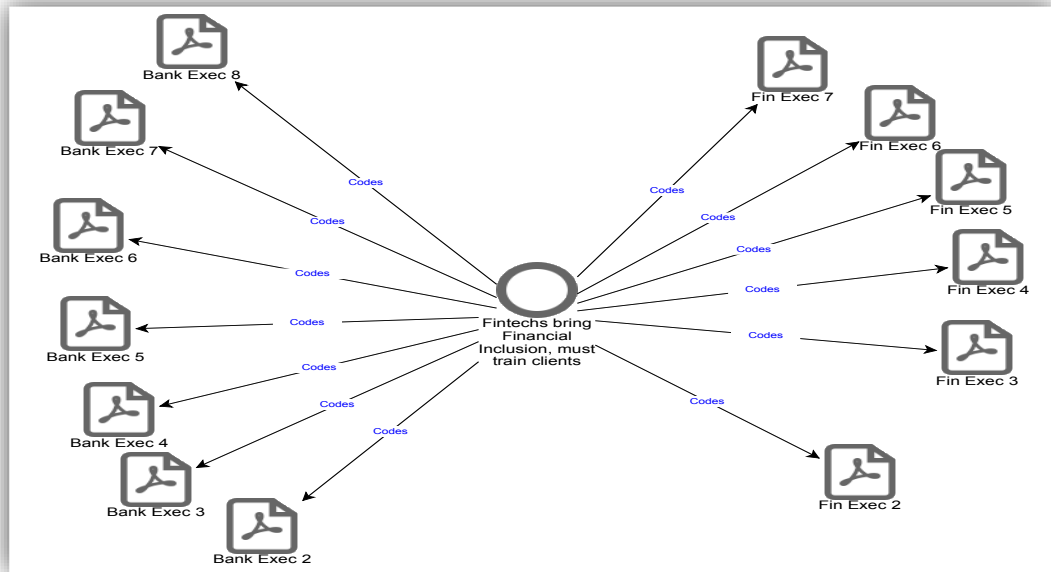 Bank Exec 8
Fin Exec 7
Bank Exec 7
Fin Exec 6
Codes
Codes
Fin Exec 5
Codes
Codes
Bank Exec 6
Codes
Codes
Fin Exec 4
Codes
Codes
Codes
Fintechs bring
Financial
Inclusion, must
train clients
Bank Exec 5
Codes
Fin Exec 3
Codes
Codes
Codes
Bank Exec 4
Codes
Bank Exec 3
Fin Exec 2
Bank Exec 2